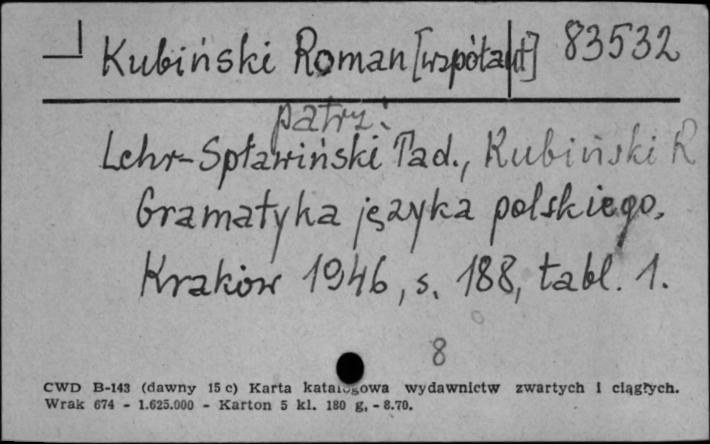 Kubiński Roman [współaut] 83532
patrz:
Lehr-Spławiński Tad., Kubiński R
Gramatyka języka polskiego.
Kraków 1946, s. 188, tabl. 1.
8
CWD B-143 (dawny 15 c) Karta katalogowa wydawnictw zwartych i ciągłych.
Wrak 674 - 1.625.000 - Karton 5 kl. 180 g. - 8.70.